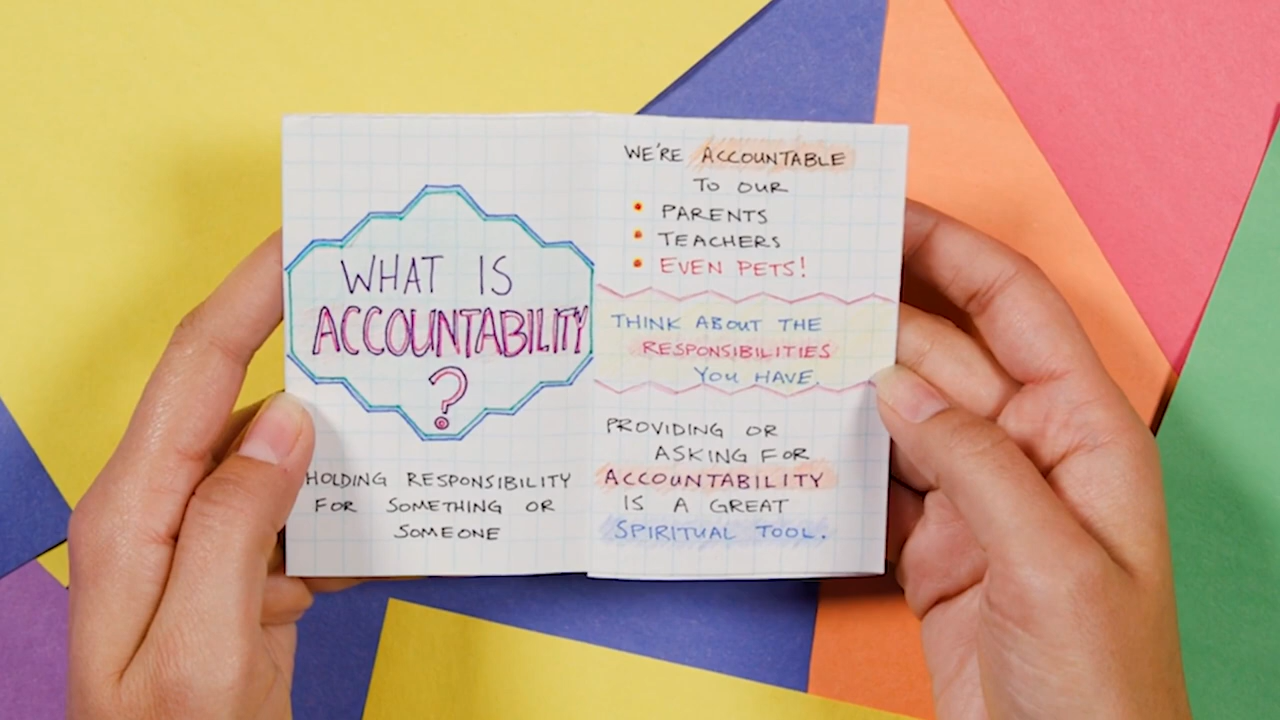 WHAT IS
ACCOUNTABILITY
?
HOLDING RESPONSIBILITY
FOR SOMETHING OR
SOMEONE
WE'RE ACCOUNTABLE
TO OUR
• PARENTS
• TEACHERS
• EVEN PETS!
THINK ABOUT THE
RESPONSIBILITIES
YOU HAVE.
PROVIDING OR
ASKING FOR
ACCOUNTABILITY
IS A GREAT
SPIRITUAL TOOL.